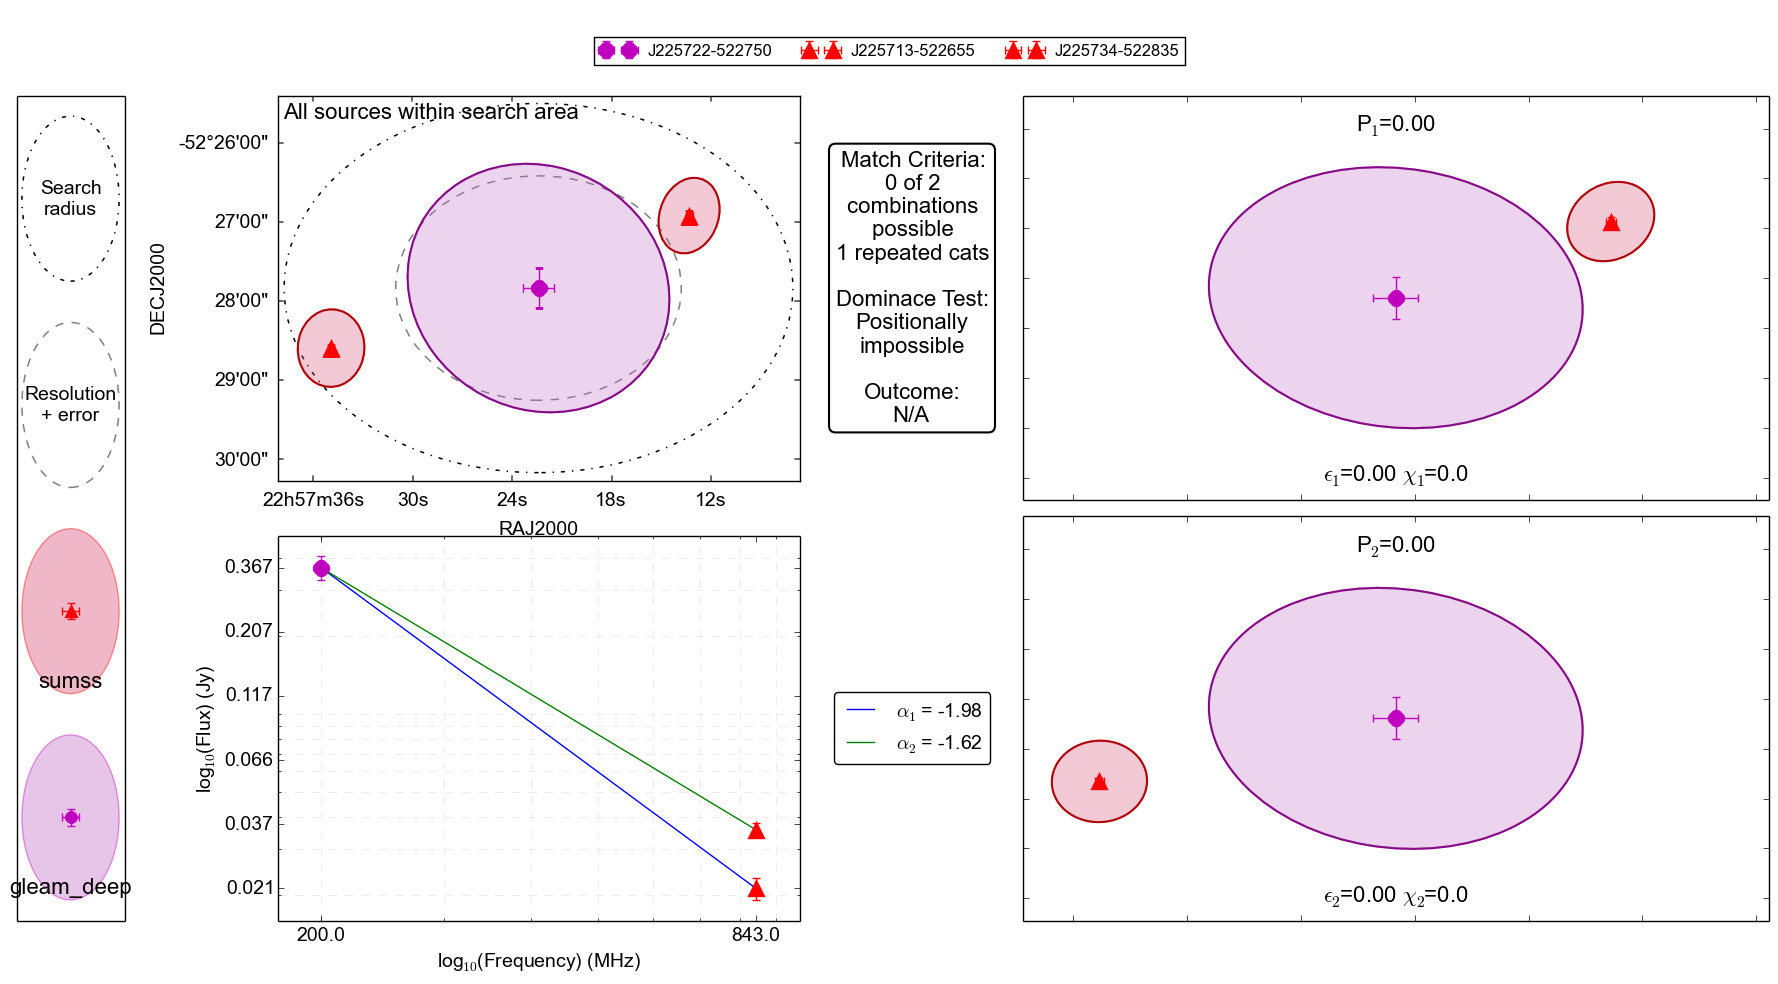 J225722-522750 J225713-522655 J225734-522835
Search
radius
Resolution
+ error
sumss
gleam_deep
All sources within search area
DECJ2000
-52°26'00"
27'00"
28'00"
29'00"
30'00"
22h57m36s 30s 24s 18s 12s
RAJ2000
Match Criteria:
0 of 2
combinations
possible
1 repeated cats
Dominace Test:
Positionally
impossible
Outcome:
N/A
P₁=0.00
ϵ₁=0.00 χ₁=0.0
log₁₀(Flux) (Jy)
0.367
0.207
0.117
0.066
0.037
0.021
200.0 843.0
log₁₀(Frequency) (MHz)
α₁ = -1.98
α₂ = -1.62
P₂=0.00
ϵ₂=0.00 χ₂=0.0